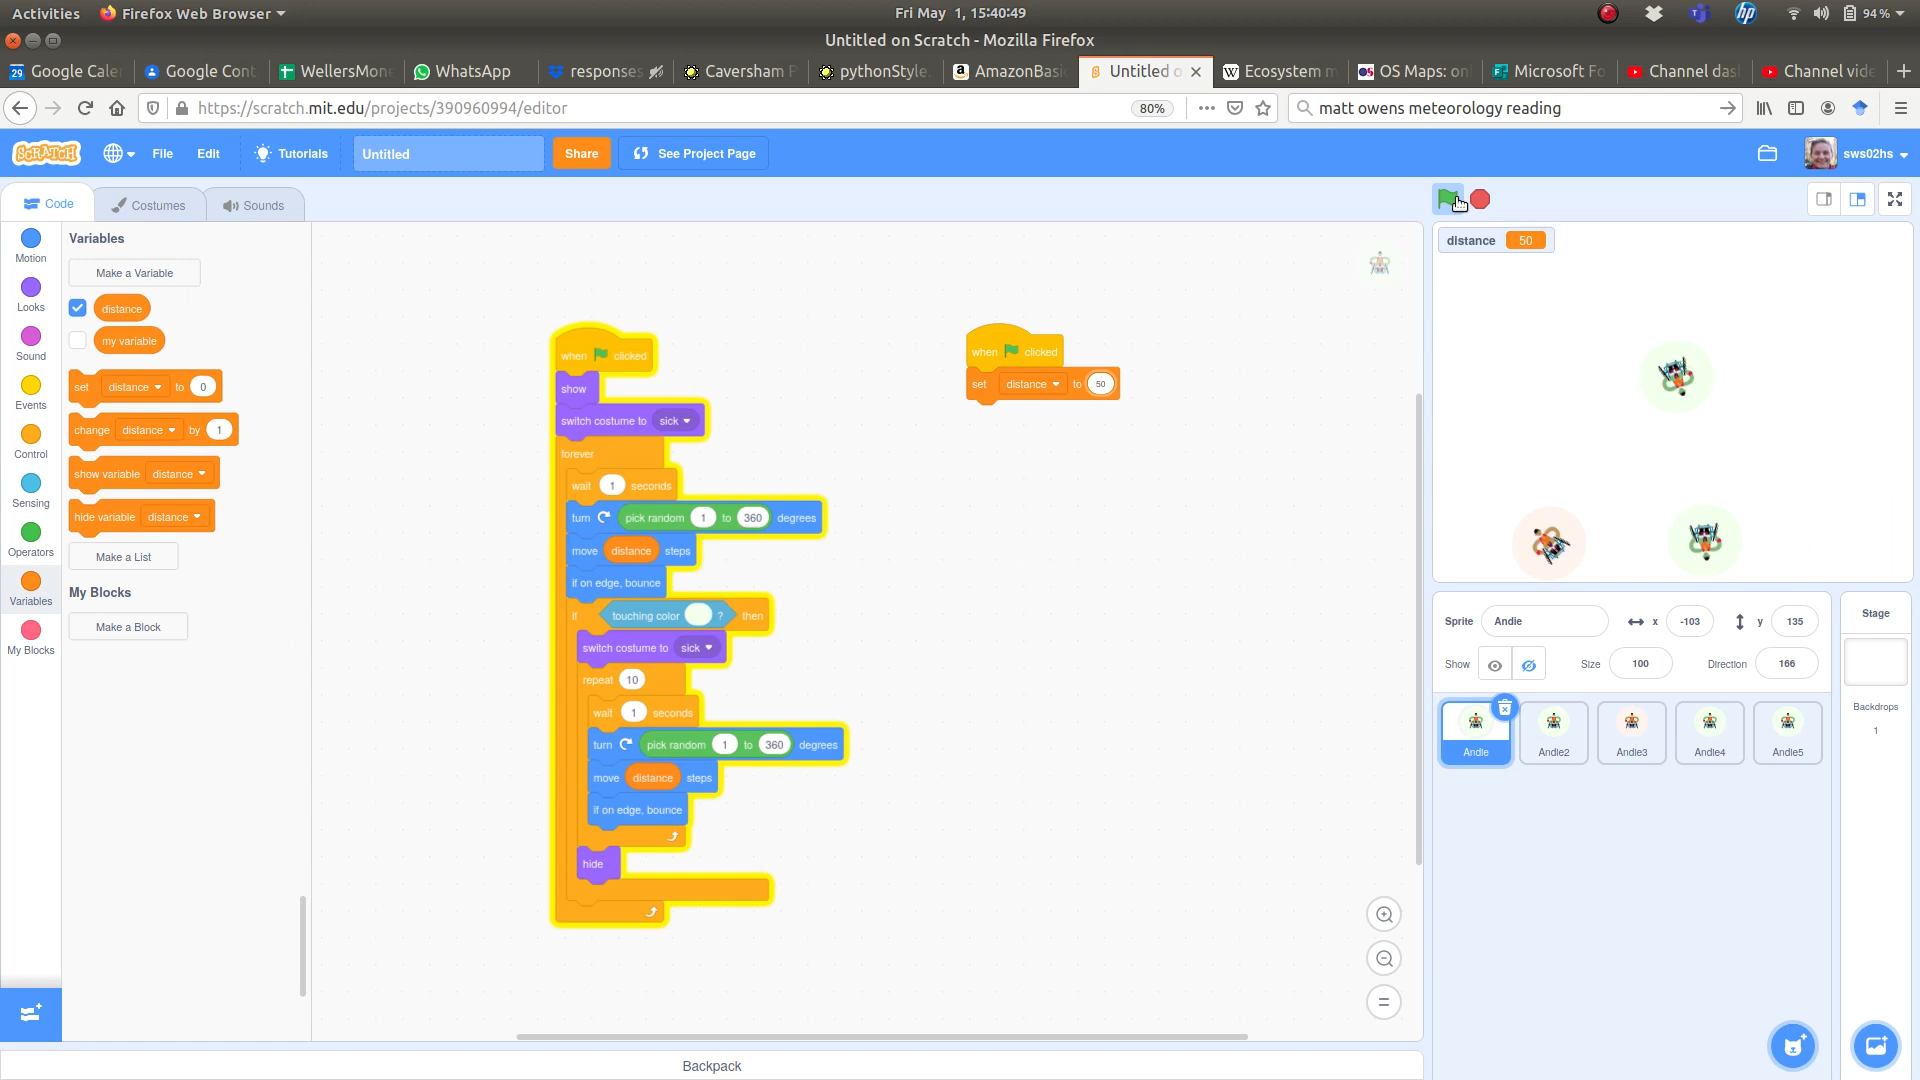 Activities Firefox Web Browser Fri May 1, 15:40:49 94 %
Untitled on Scratch - Mozilla Firefox
29 Google Cale Google Cont WellersMone WhatsApp responses Caversham P pythonStyle. AmazonBasi Untitled o WIKI Ecosystem m OS Maps: on Microsoft Fo Channel das Channel vide
https://scratch.mit.edu/projects/390960994/editor 80% matt owens meteorology reading
SCRATCH File Edit Tutorials Untitled Share See Project Page sws02hs
Code Costumes Sounds
Motion
Looks
Sound
Events
Control
Sensing
Operators
Variables
My Blocks
Variables
Make a Variable
distance
my variable
set distance to 0
change distance by 1
show variable distance
hide variable distance
Make a List
My Blocks
Make a Block
when clicked
show
switch costume to sick
forever
wait 1 seconds
turn pick random 1 to 360 degrees
move distance steps
if on edge, bounce
if touching color ? then
switch costume to sick
repeat 10
wait 1 seconds
turn pick random 1 to 360 degrees
move distance steps
if on edge, bounce
hide
when clicked
set distance to 50
distance 50
Sprite Andie x -103 y 135
Show Size 100 Direction 166
Andie Andie2 Andie3 Andie4 Andie5
Stage
Backdrops
1
Backpack